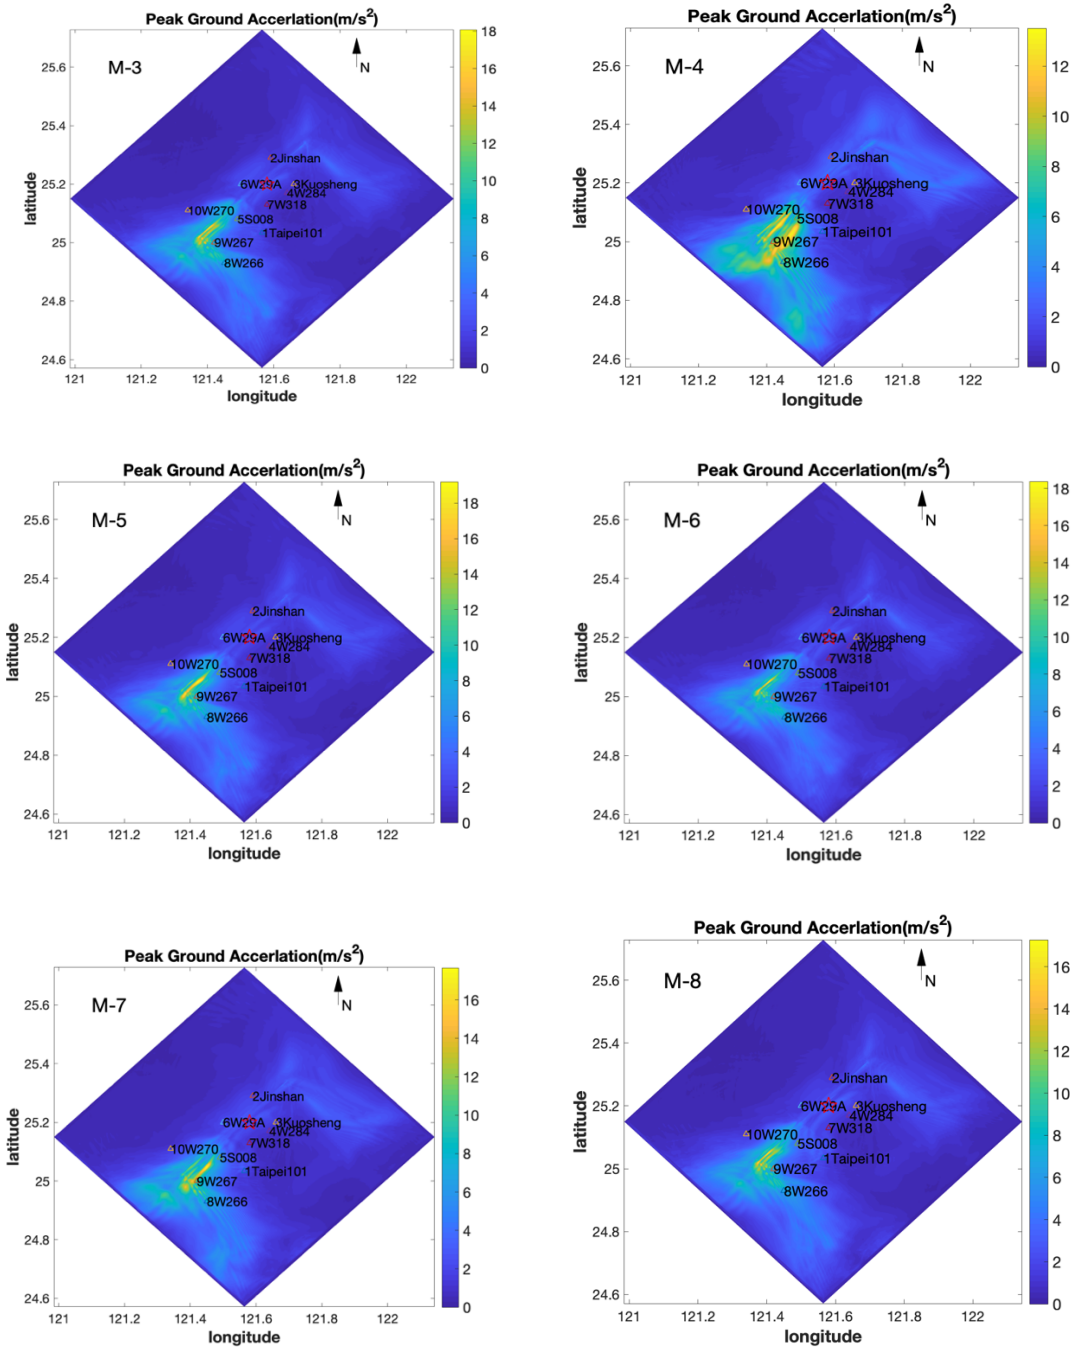 Peak Ground Accerlation(m/s2)
M-3
N
18
16
14
12
10
8
6
4
2
0
25.6
25.4
25.2
25
24.8
24.6
latitude
2Jinshan
6W29A
3Kuosheng
4W284
7W318
10W270
5S008
1Taipei101
9W267
8W266
121
121.2
121.4
121.6
121.8
122
longitude
Peak Ground Accerlation(m/s2)
M-4
N
12
10
8
6
4
2
0
25.6
25.4
25.2
25
24.8
24.6
latitude
2Jinshan
6W29A
3Kuosheng
4W284
7W318
10W270
5S008
1Taipei101
9W267
8W266
121
121.2
121.4
121.6
121.8
122
longitude
Peak Ground Accerlation(m/s2)
M-5
N
18
16
14
12
10
8
6
4
2
0
25.6
25.4
25.2
25
24.8
24.6
latitude
2Jinshan
6W29A
3Kuosheng
4W284
7W318
10W270
5S008
1Taipei101
9W267
8W266
121
121.2
121.4
121.6
121.8
122
longitude
Peak Ground Accerlation(m/s2)
M-6
N
18
16
14
12
10
8
6
4
2
0
25.6
25.4
25.2
25
24.8
24.6
latitude
2Jinshan
6W29A
3Kuosheng
4W284
7W318
10W270
5S008
1Taipei101
9W267
8W266
121
121.2
121.4
121.6
121.8
122
longitude
Peak Ground Accerlation(m/s2)
M-7
N
16
14
12
10
8
6
4
2
0
25.6
25.4
25.2
25
24.8
24.6
latitude
2Jinshan
6W29A
3Kuosheng
4W284
7W318
10W270
5S008
1Taipei101
9W267
8W266
121
121.2
121.4
121.6
121.8
122
longitude
Peak Ground Accerlation(m/s2)
M-8
N
16
14
12
10
8
6
4
2
0
25.6
25.4
25.2
25
24.8
24.6
latitude
2Jinshan
6W29A
3Kuosheng
4W284
7W318
10W270
5S008
1Taipei101
9W267
8W266
121
121.2
121.4
121.6
121.8
122
longitude